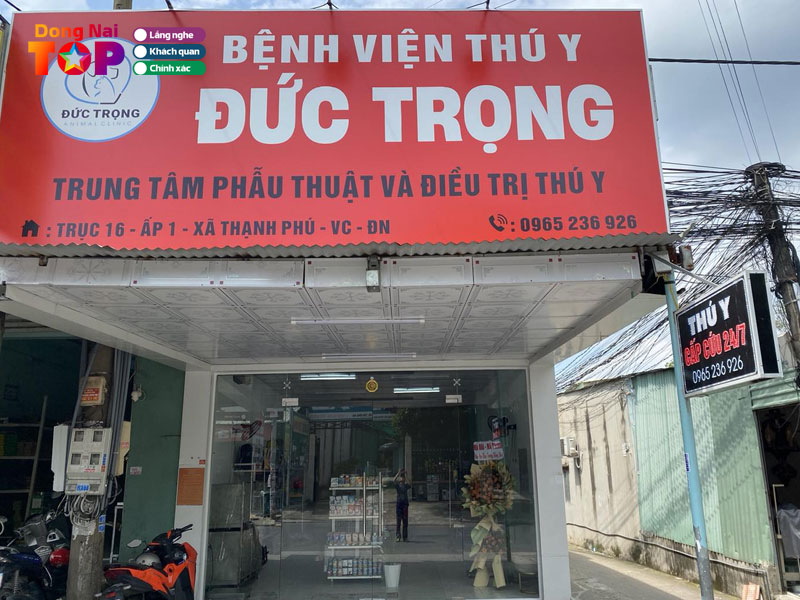 Dong Nai
TOP
Lắng nghe
Khách quan
Chính xác
BỆNH VIỆN THÚ Y
ĐỨC TRỌNG
ĐỨC TRỌNG
ANIMAL CLINIC
TRUNG TÂM PHẪU THUẬT VÀ ĐIỀU TRỊ THÚ Y
: TRỤC 16 - ẤP 1 - XÃ THẠNH PHÚ - VC - ĐN
: 0965 236 926
THÚ Y
CẤP CỨU 24/7
0965 236 926